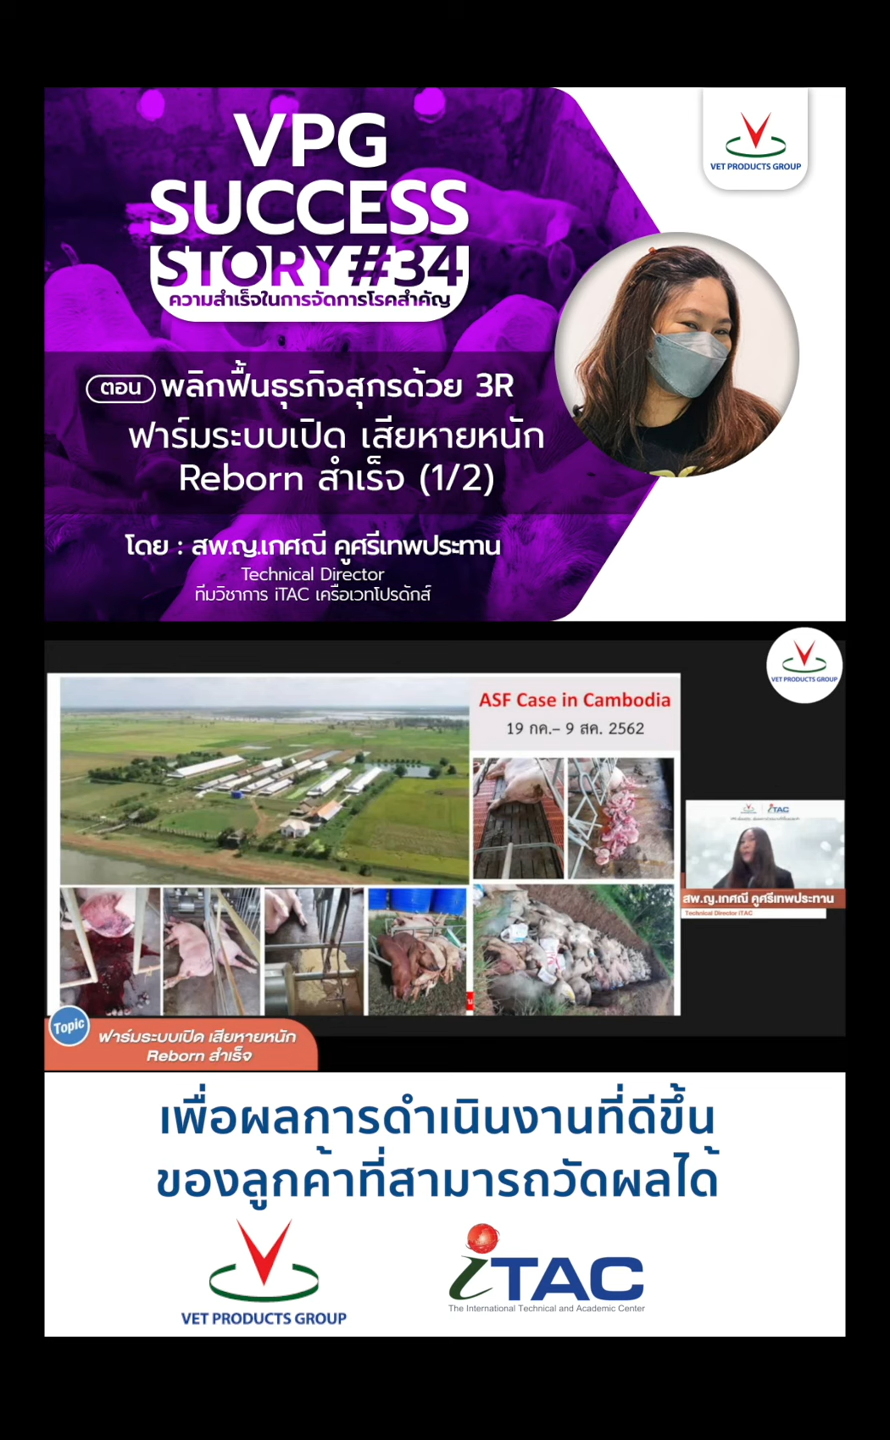 VPG
SUCCESS
STORY #34
ความสำเร็จในการจัดการโรคสำคัญ
VET PRODUCTS GROUP
ตอน พลิกฟื้นธุรกิจสุกรด้วย 3R
ฟาร์มระบบเปิด เสียหายหนัก
Reborn สำเร็จ (1/2)
โดย : สพ.ญ.เกศณี คูศรีเทพประทาน
Technical Director
ทีมวิชาการ iTAC เครือเวทโปรดักส์
VET PRODUCTS GROUP
ASF Case in Cambodia
19 กค.– 9 สค. 2562
iTAC
สพ.ญ.เกศณี คูศรีเทพประทาน
Technical Director iTAC
Topic
ฟาร์มระบบเปิด เสียหายหนัก
Reborn สำเร็จ
เพื่อผลการดำเนินงานที่ดีขึ้น
ของลูกค้าที่สามารถวัดผลได้
VET PRODUCTS GROUP
iTAC
The International Technical and Academic Center